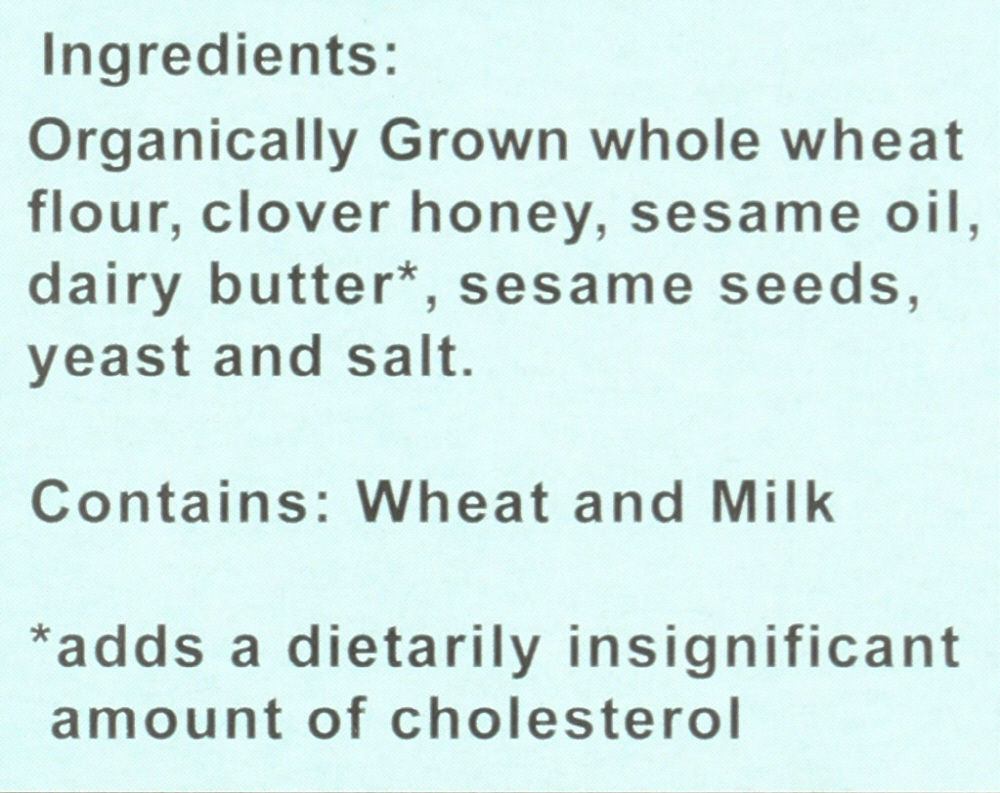 Ingredients:
Organically Grown whole wheat
flour, clover honey, sesame oil,
dairy butter*, sesame seeds,
yeast and salt.
Contains: Wheat and Milk
*adds a dietarily insignificant
amount of cholesterol